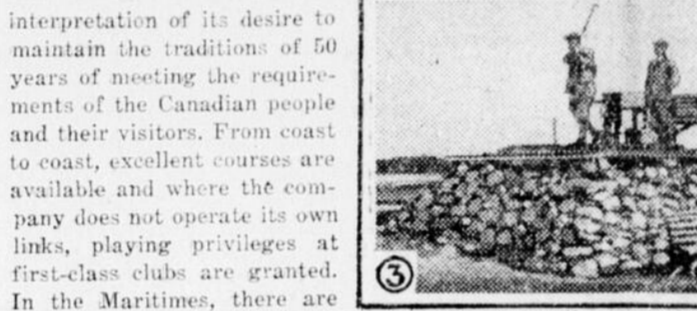 interpretation of its desire to
maintain the traditions of 50
years of meeting the require-
ments of the Canadian people
and their visitors. From coast
to coast, excellent courses are
available and where the com-
pany does not operate its own
links, playing privileges at
first-class clubs are granted.
In the Maritimes, there are
3